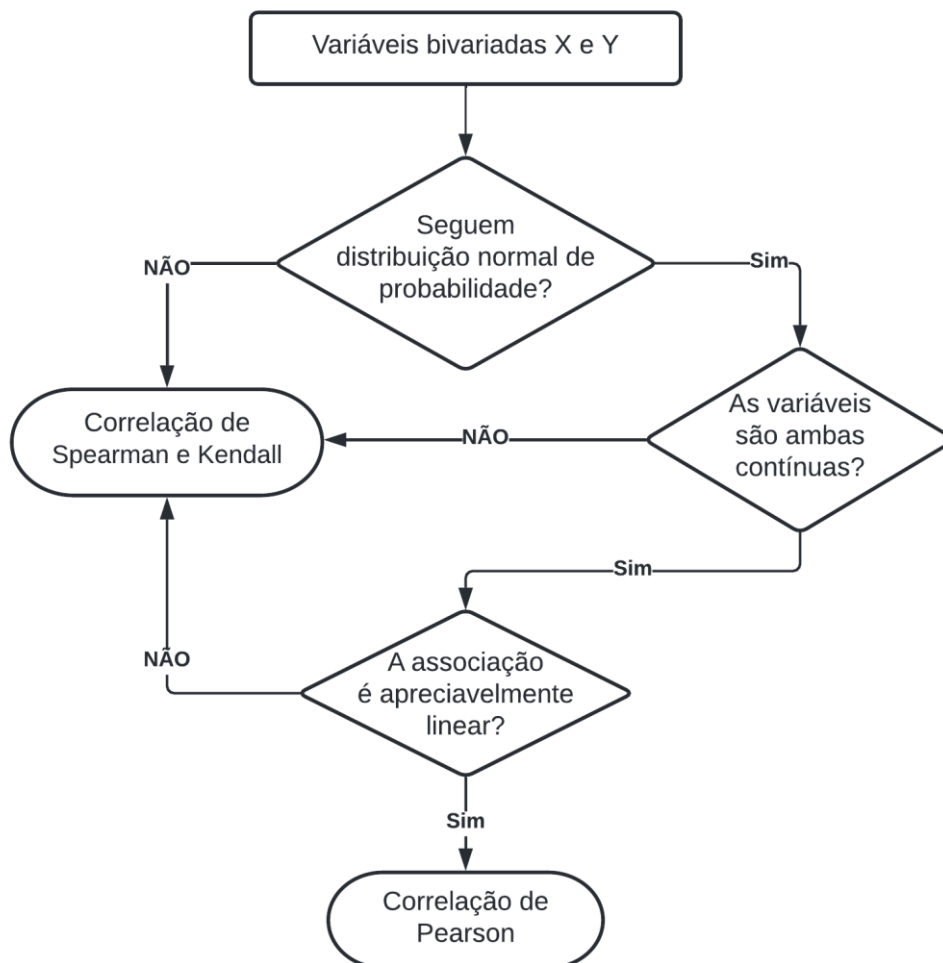 Variáveis bivariadas X e Y
Seguem
distribuição normal de
probabilidade?
NÃO
Sim
As variáveis
são ambas
contínuas?
Correlação de
Spearman e Kendall
NÃO
Sim
A associação
é apreciavelmente
linear?
NÃO
Sim
Correlação de
Pearson